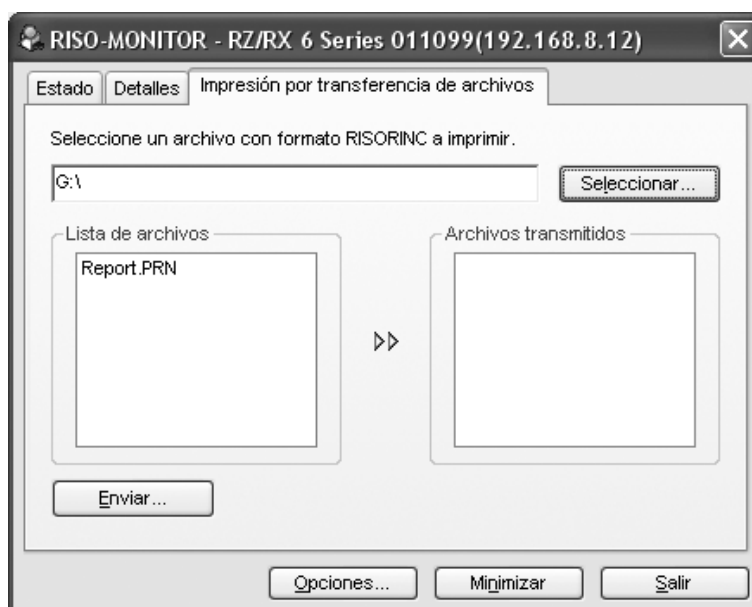 RISO-MONITOR - RZ/RX 6 Series 011099(192.168.8.12)
Estado Detalles Impresión por transferencia de archivos
Seleccione un archivo con formato RISORINC a imprimir.
G:\ Seleccionar...
Lista de archivos Archivos transmitidos
Report.PRN
Enviar...
Opciones... Minimizar Salir